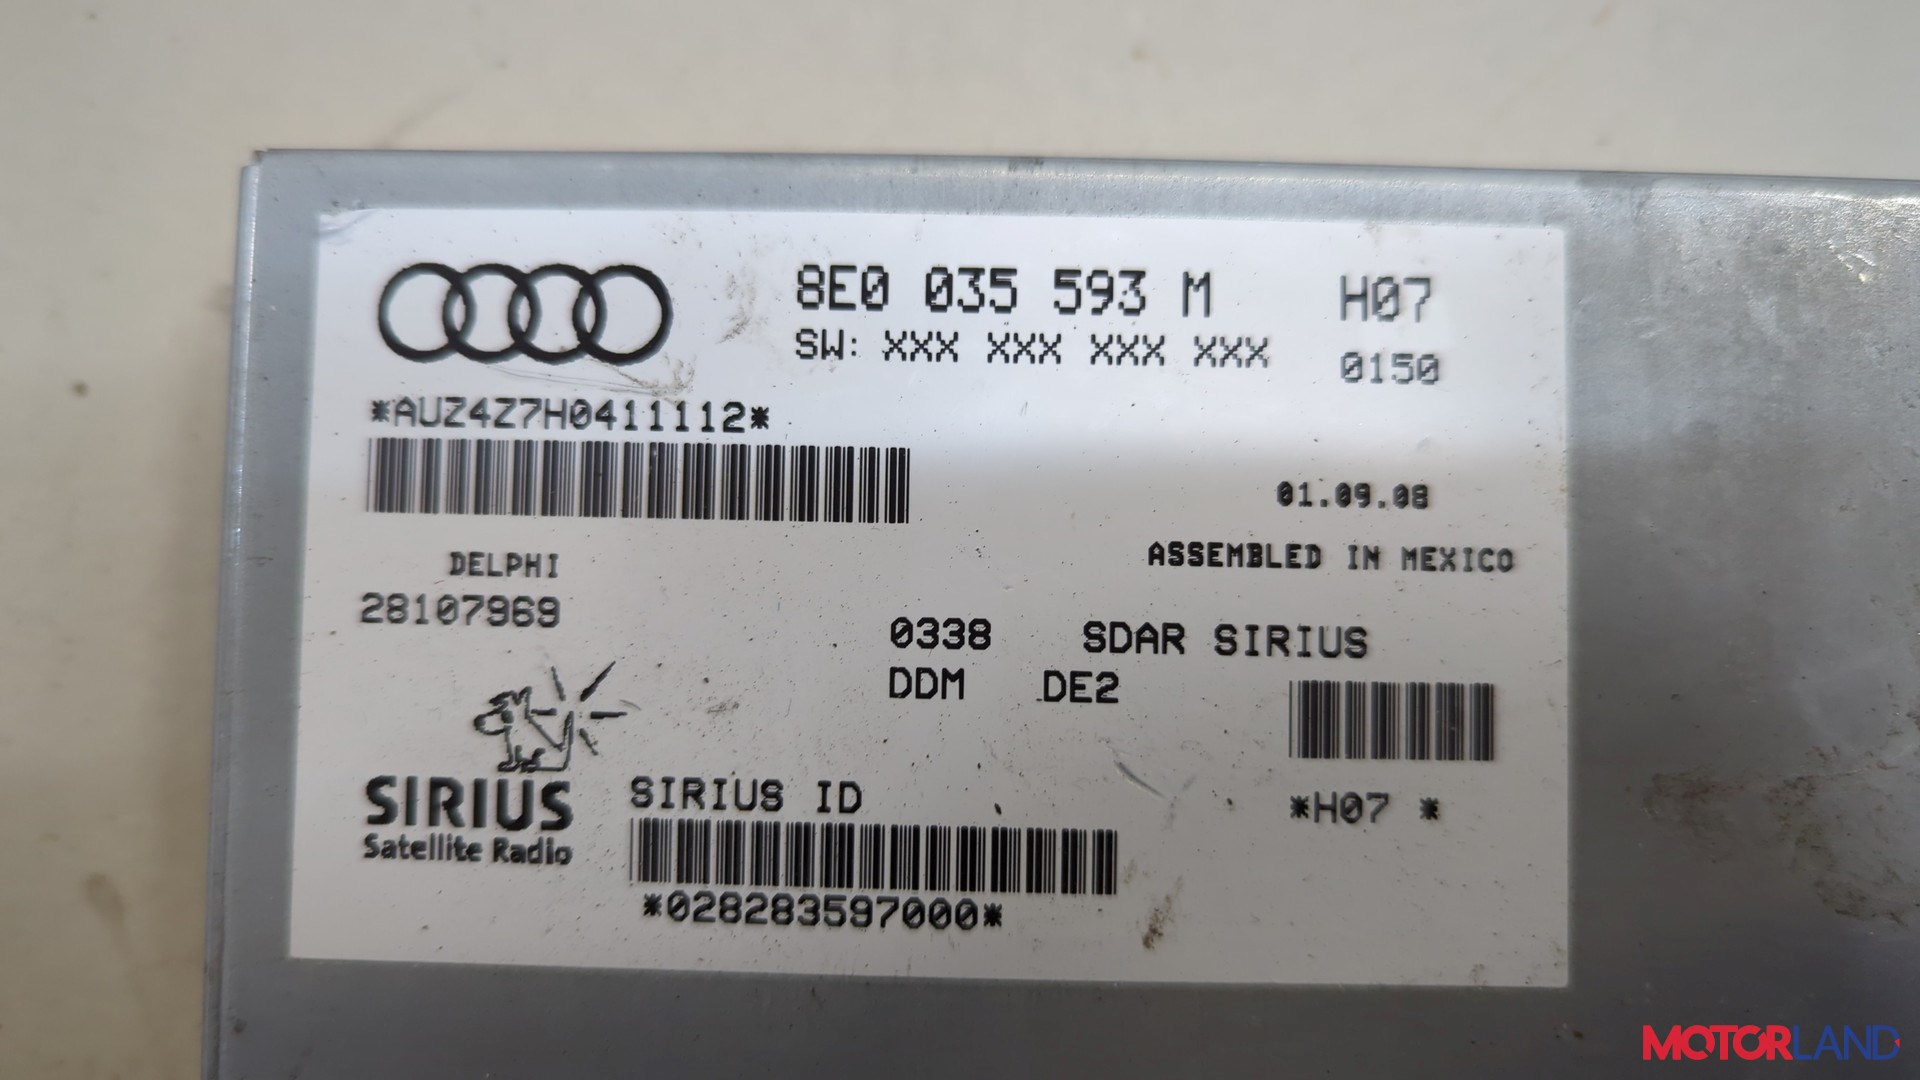 8E0 035 593 M H07
SW: XXX XXX XXX XXX 0150
*AUZ4Z7H0411112*
01.09.08
ASSEMBLED IN MEXICO
DELPHI
28107969
0338 SDAR SIRIUS
DDM DE2
SIRIUS
Satellite Radio
SIRIUS ID
*H07 *
*028283597000*
MOTORLAND